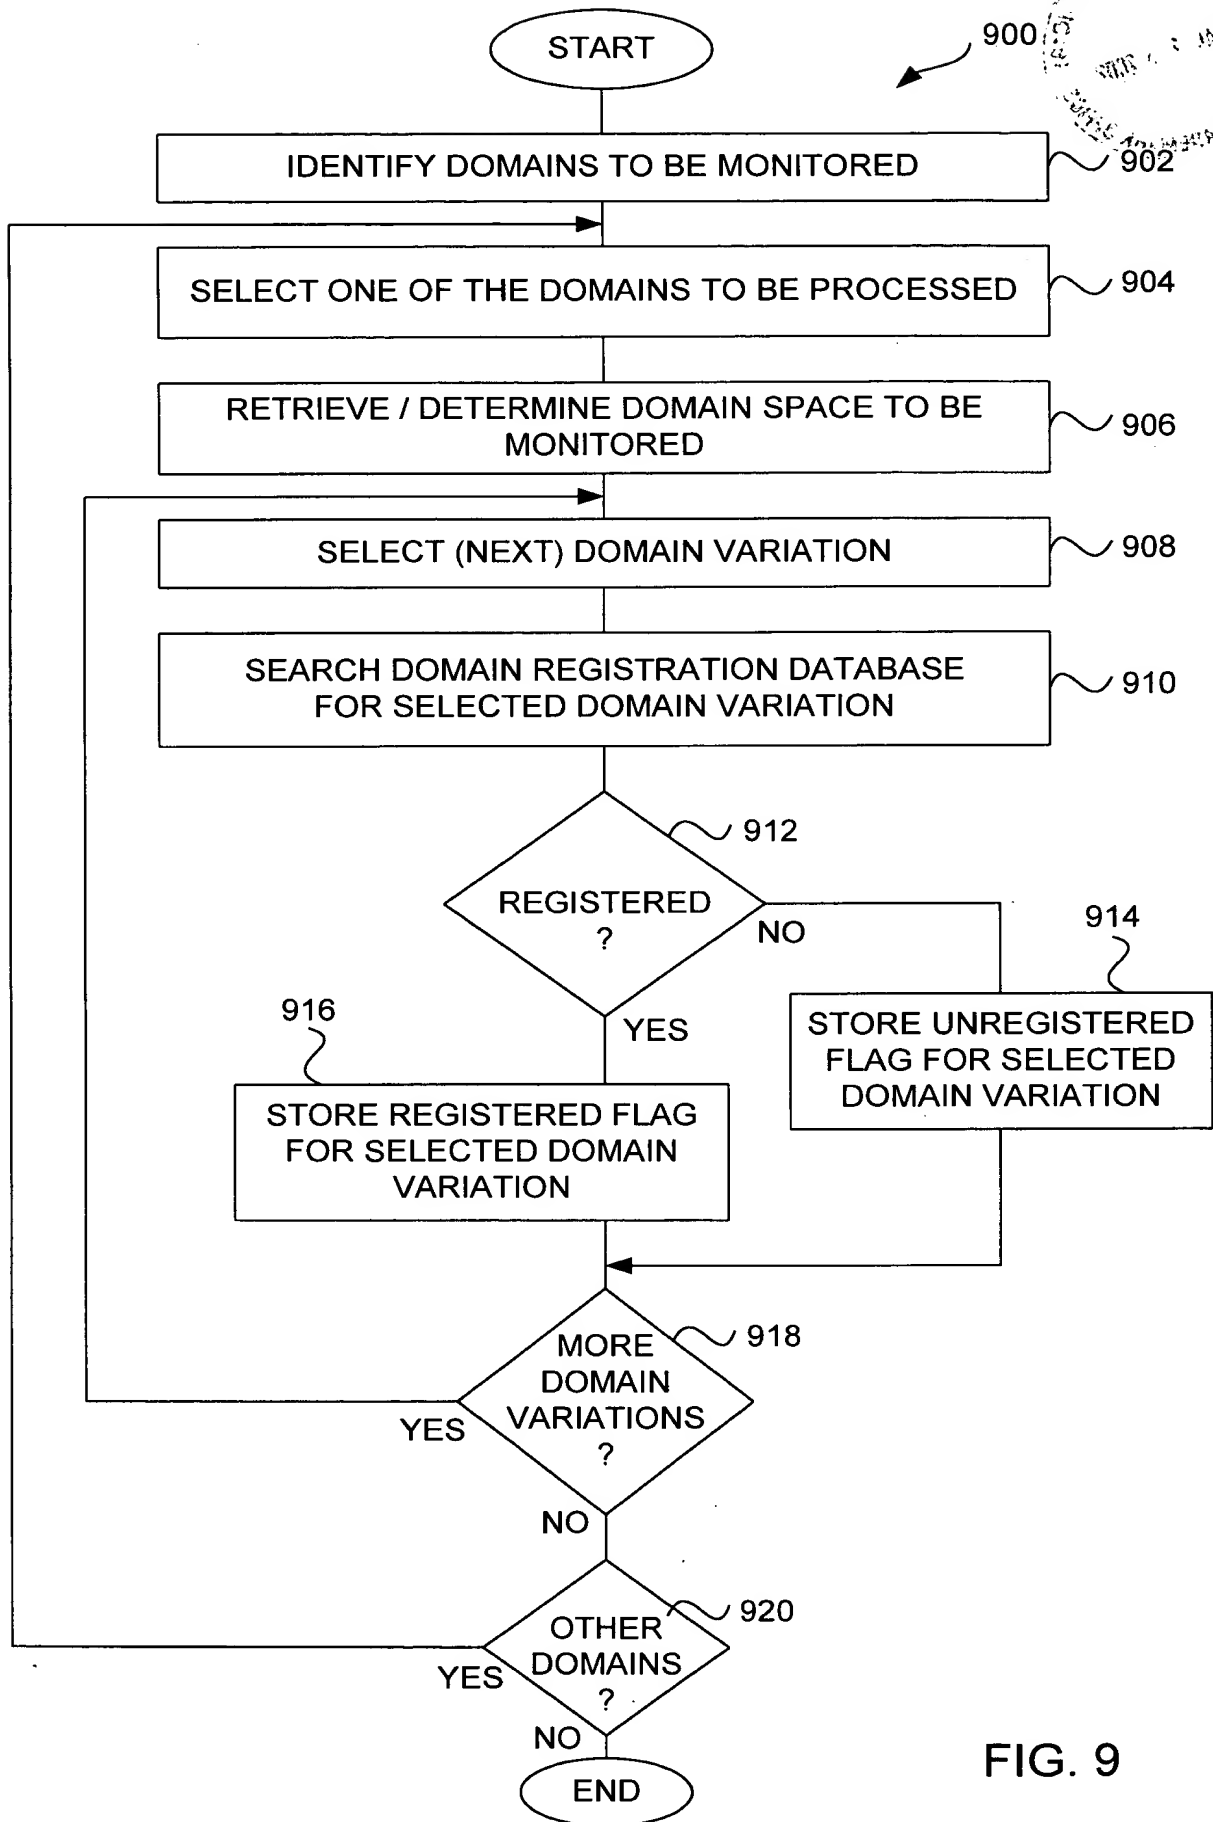 START
900
IDENTIFY DOMAINS TO BE MONITORED
902
SELECT ONE OF THE DOMAINS TO BE PROCESSED
904
RETRIEVE / DETERMINE DOMAIN SPACE TO BE
MONITORED
906
SELECT (NEXT) DOMAIN VARIATION
908
SEARCH DOMAIN REGISTRATION DATABASE
FOR SELECTED DOMAIN VARIATION
910
912
REGISTERED
?
NO
YES
914
STORE UNREGISTERED
FLAG FOR SELECTED
DOMAIN VARIATION
916
STORE REGISTERED FLAG
FOR SELECTED DOMAIN
VARIATION
918
MORE
DOMAIN
VARIATIONS
?
YES
NO
920
OTHER
DOMAINS
?
YES
NO
END
FIG. 9